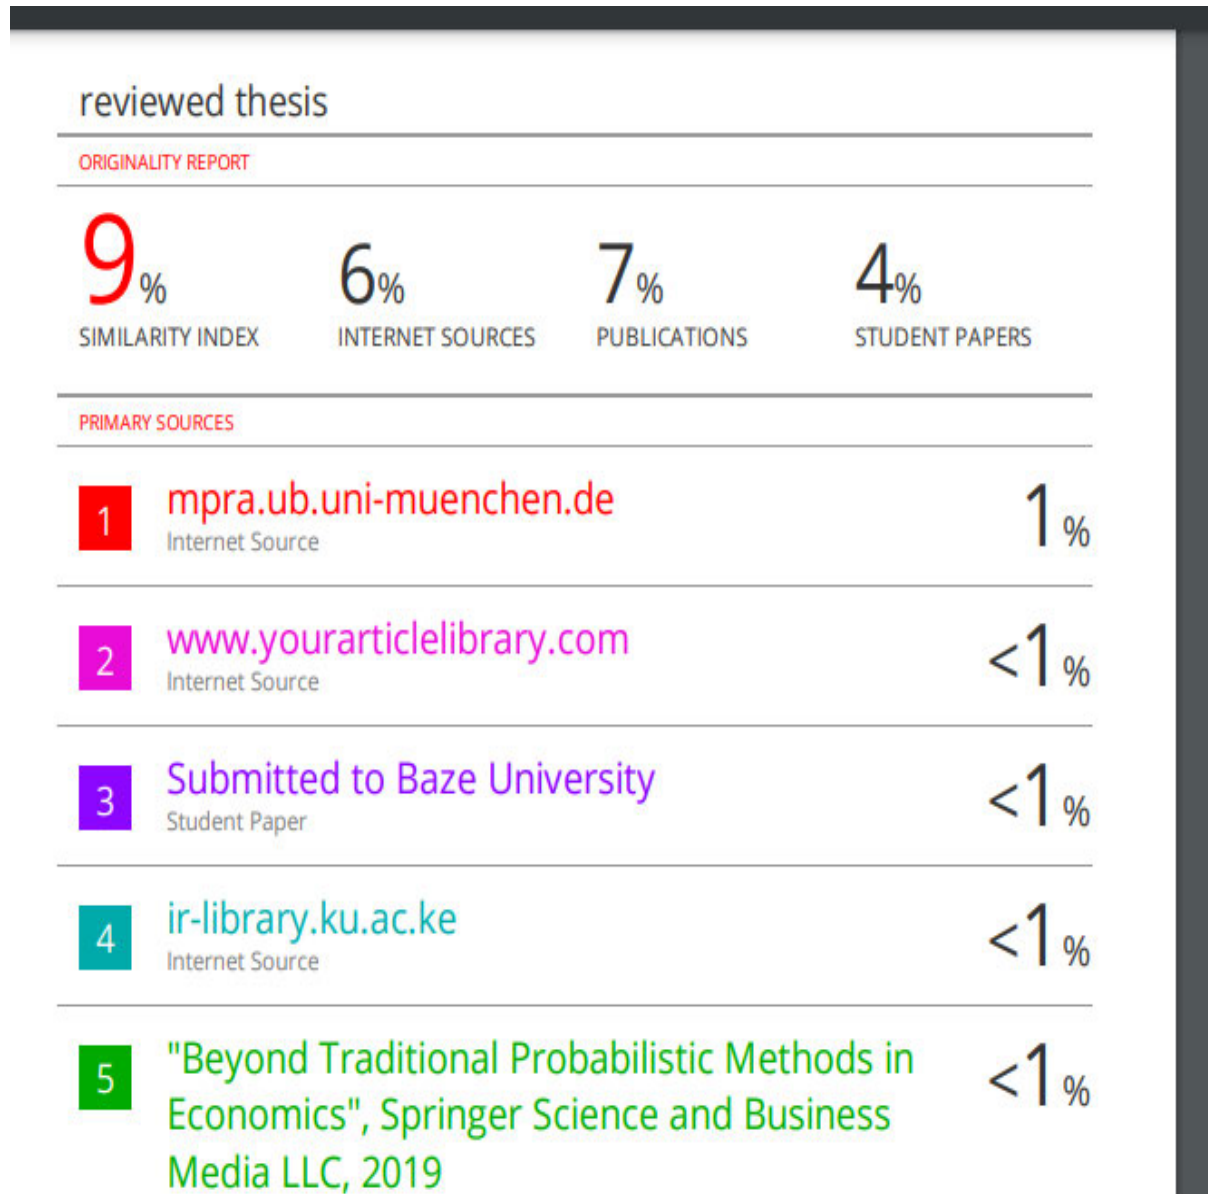 reviewed thesis
ORIGINALITY REPORT
9% 6% 7% 4%
SIMILARITY INDEX INTERNET SOURCES PUBLICATIONS STUDENT PAPERS
PRIMARY SOURCES
1 mpra.ub.uni-muenchen.de 1%
Internet Source
2 www.yourarticlelibrary.com <1%
Internet Source
3 Submitted to Baze University <1%
Student Paper
4 ir-library.ku.ac.ke <1%
Internet Source
5 "Beyond Traditional Probabilistic Methods in <1%
Economics", Springer Science and Business
Media LLC, 2019